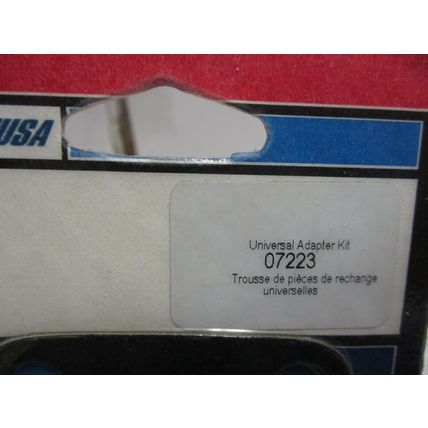 USA
Universal Adapter Kit
07223
Trousse de pièces de rechange
universelles